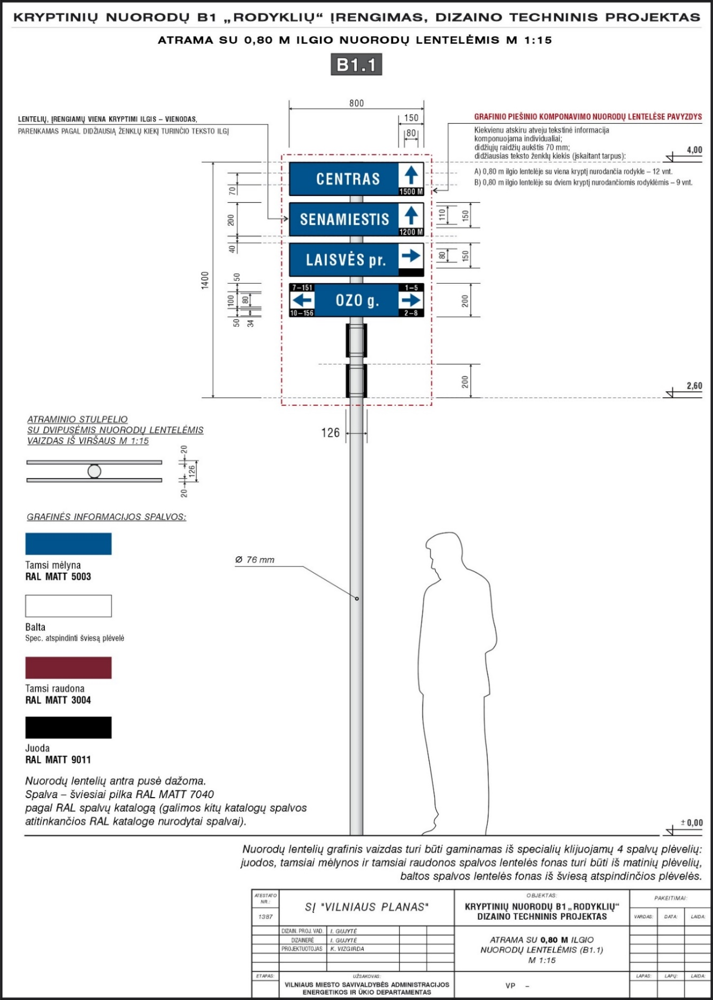 KRYPTINIŲ NUORODŲ B1 „RODYKLIŲ“ ĮRENGIMAS, DIZAINO TECHNINIS PROJEKTAS
ATRAMA SU 0,80 M ILGIO NUORODŲ LENTELĖMIS M 1:15
B1.1
LENTELIŲ, ĮRENGIAMŲ VIENA KRYPTIMI ILGIS – VIENODAS,
PARENKAMAS PAGAL DIDŽIAUSIĄ ŽENKLŲ KIEKĮ TURINČIO TEKSTO ILGĮ
800
150
80
GRAFINIO PIEŠINIO KOMPONAVIMO NUORODŲ LENTELĖSE PAVYZDYS
Kiekvienu atskiru atveju tekstinė informacija
komponuojama individualiai;
didžiųjų raidžių aukštis 70 mm;
didžiausias teksto ženklų kiekis (įskaitant tarpus):
A) 0,80 m ilgio lentelėje su viena kryptį nurodančia rodykle – 12 vnt.
B) 0,80 m ilgio lentelėje su dviem kryptį nurodančiomis rodyklėmis – 9 vnt.
4,00
CENTRAS
1500 M
70
SENAMIESTIS
1200 M
200
110
150
40
LAISVĖS pr.
80
150
1400
50
7–151
1–5
100
80
OZO g.
200
10–156
2–8
50
34
200
2,60
126
ATRAMINIO STULPELIO
SU DVIPUSĖMIS NUORODŲ LENTELĖMIS
VAIZDAS IŠ VIRŠAUS M 1:15
20
126
20
GRAFINĖS INFORMACIJOS SPALVOS:
Tamsi mėlyna
RAL MATT 5003
Ø 76 mm
Balta
Spec. atspindinti šviesą plėvelė
Tamsi raudona
RAL MATT 3004
Juoda
RAL MATT 9011
Nuorodų lentelių antra pusė dažoma.
Spalva – šviesiai pilka RAL MATT 7040
pagal RAL spalvų katalogą (galimos kitų katalogų spalvos
atitinkančios RAL kataloge nurodytai spalvai).
± 0,00
Nuorodų lentelių grafinis vaizdas turi būti gaminamas iš specialių klijuojamų 4 spalvų plėvelių:
juodos, tamsiai mėlynos ir tamsiai raudonos spalvos lentelės fonas turi būti iš matinių plėvelių,
baltos spalvos lentelės fonas iš šviesą atspindinčios plėvelės.
ATESTATO
NR.:
1387
SĮ "VILNIAUS PLANAS"
OBJEKTAS:
KRYPTINIŲ NUORODŲ B1 „RODYKLIŲ“
DIZAINO TECHNINIS PROJEKTAS
PAKEITIMAI:
VARDAS: DATA: LAIDA:
DIZAIN. PROJ. VAD. I. GUJYTĖ
DIZAINERĖ I. GUJYTĖ
PROJEKTUOTOJAS K. VIZGIRDA
ATRAMA SU 0,80 M ILGIO
NUORODŲ LENTELĖMIS (B1.1)
M 1:15
ETAPAS:
UŽSAKOVAS:
VILNIAUS MIESTO SAVIVALDYBĖS ADMINISTRACIJOS
ENERGETIKOS IR ŪKIO DEPARTAMENTAS
VP –
LAPAS: LAPŲ: LAIDA: